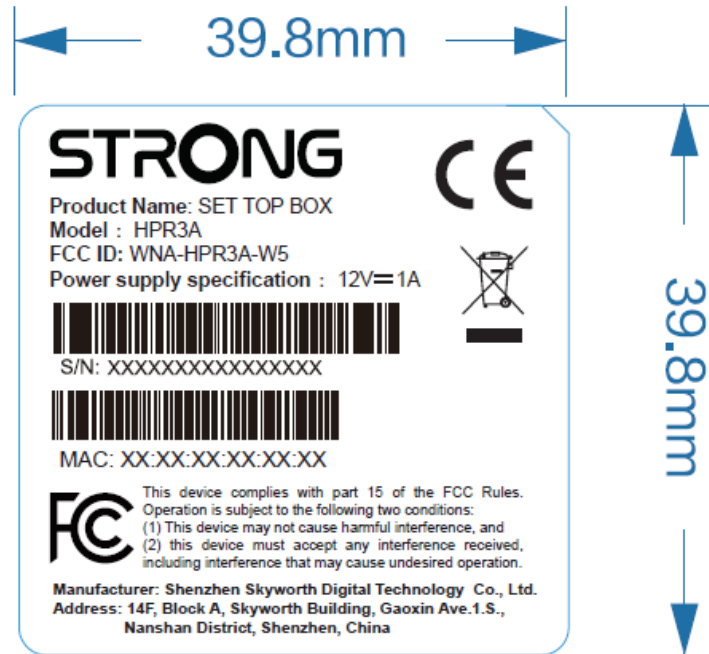 39.8mm
STRONG
CE
Product Name: SET TOP BOX
Model : HPR3A
FCC ID: WNA-HPR3A-W5
Power supply specification : 12V⎓1A
S/N: XXXXXXXXXXXXXXXX
MAC: XX:XX:XX:XX:XX:XX
FC
This device complies with part 15 of the FCC Rules.
Operation is subject to the following two conditions:
(1) This device may not cause harmful interference, and
(2) this device must accept any interference received,
including interference that may cause undesired operation.
Manufacturer: Shenzhen Skyworth Digital Technology Co., Ltd.
Address: 14F, Block A, Skyworth Building, Gaoxin Ave.1.S.,
Nanshan District, Shenzhen, China
39.8mm